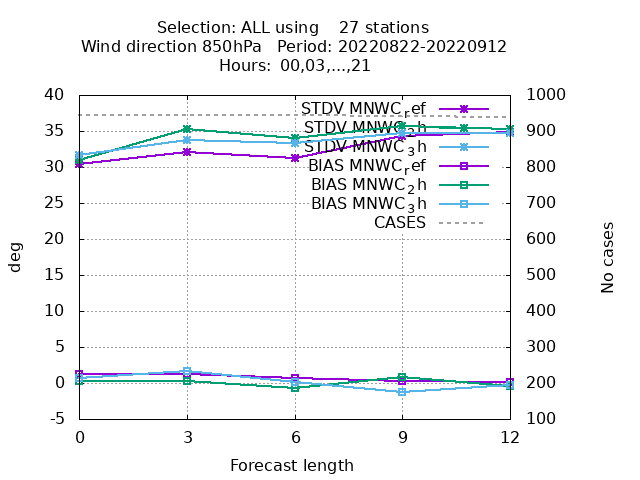 Selection: ALL using 27 stations
Wind direction 850hPa Period: 20220822-20220912
Hours: 00,03,...,21
40 1000
STDV MNWC_ref
35 STDV MNWC_2h 900
STDV MNWC_3h
30 BIAS MNWC_ref 800
BIAS MNWC_2h
25 BIAS MNWC_3h 700
CASES
20 600
15 500
10 400
5 300
0 200
-5 100
deg
No cases
0 3 6 9 12
Forecast length